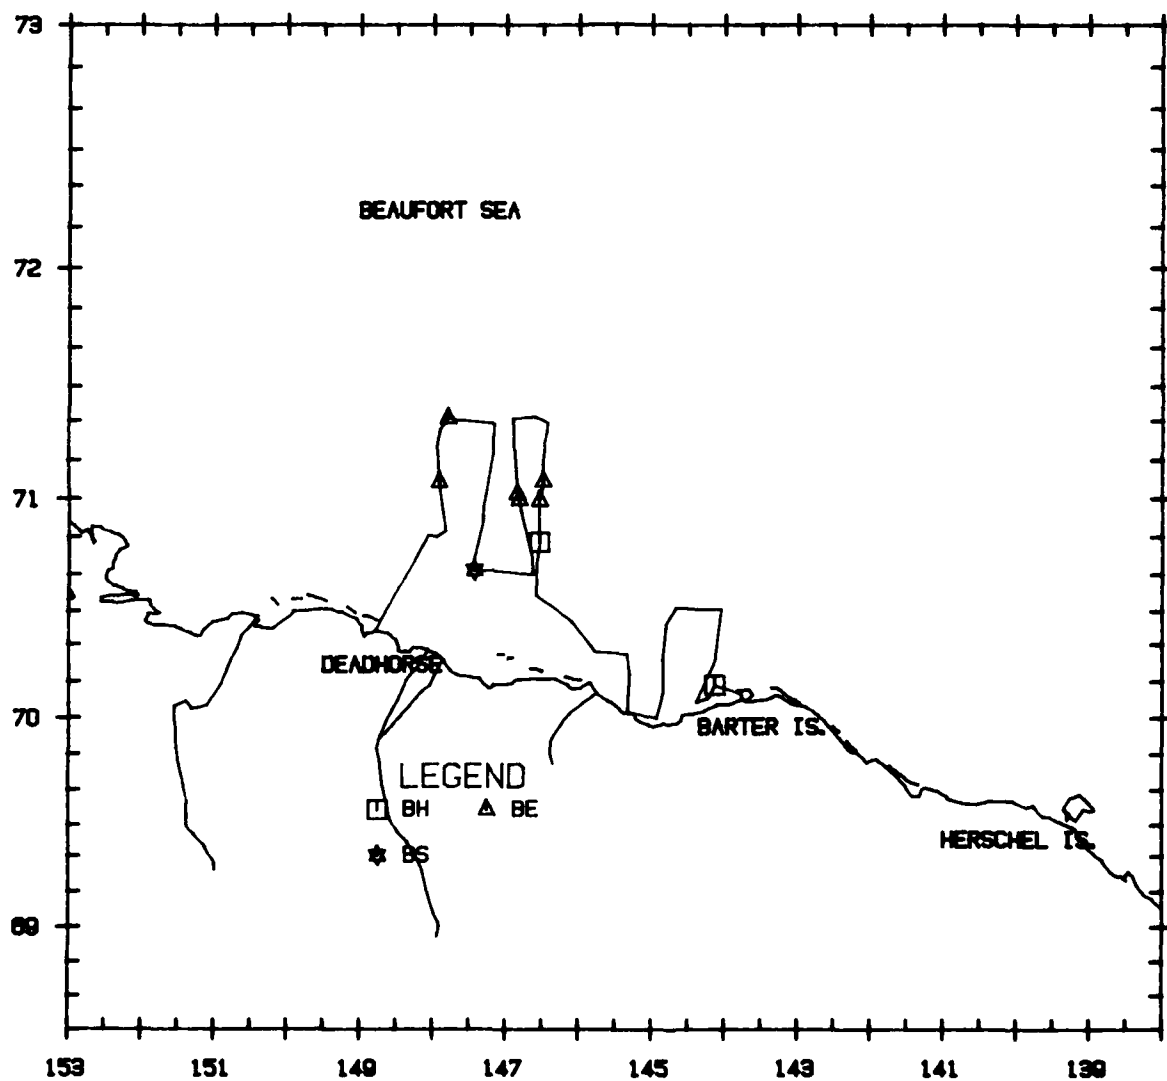 73
BEAUFORT SEA
72
71
DEADHORSE
70
BARTER IS.
LEGEND
BH BE
HERSCHEL IS.
BS
69
153 151 149 147 145 143 141 139